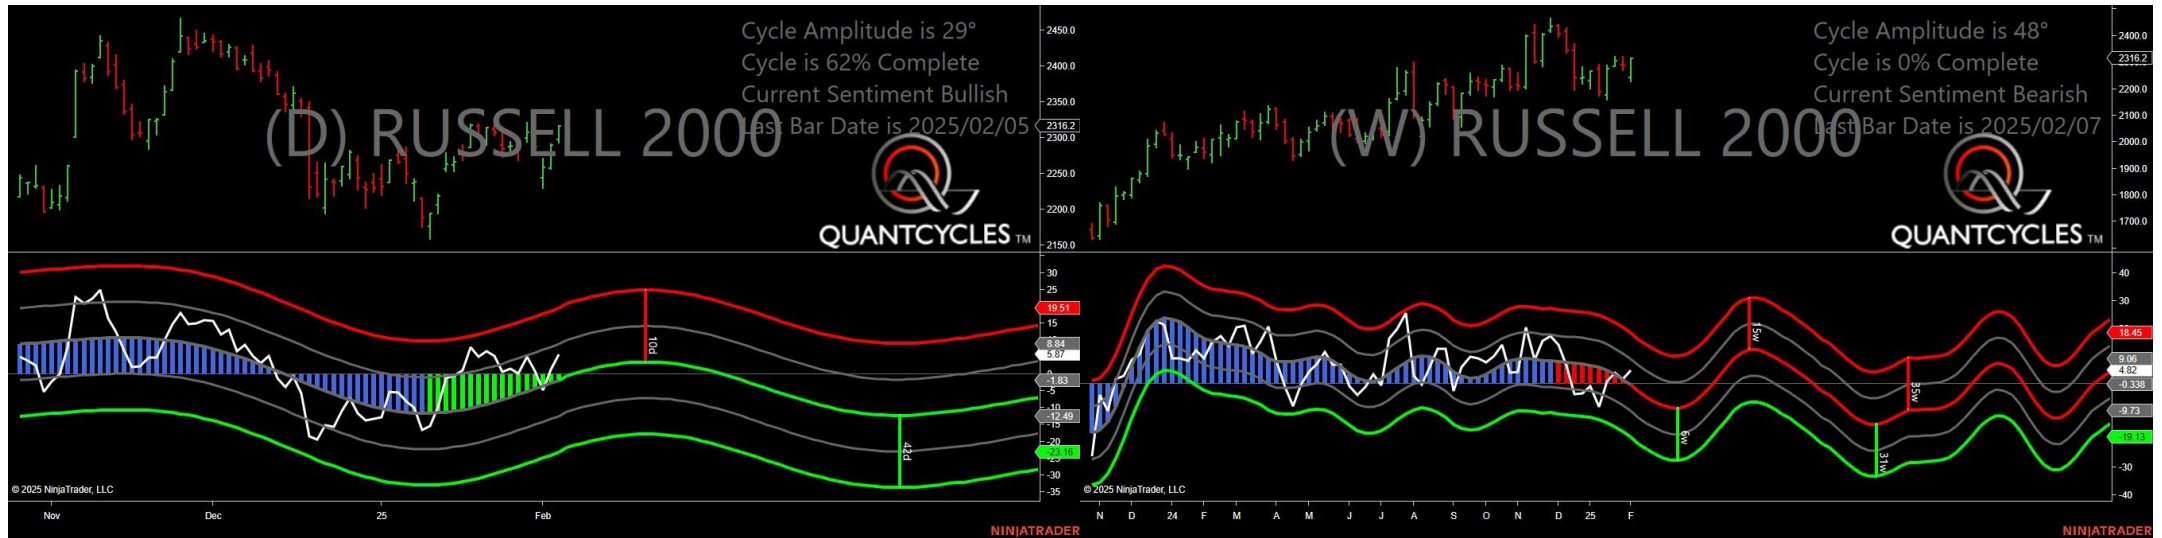 Cycle Amplitude is 29°
Cycle is 62% Complete
Current Sentiment Bullish
Last Bar Date is 2025/02/05
(D) RUSSELL 2000
QUANTCYCLES TM
2450.0
2400.0
2350.0
2316.2
2300.0
2250.0
2200.0
2150.0
30
25
19.51
15
8.84
5.87
0
-1.83
-5
-10
-12.49
-15
-20
-23.16
-25
-30
-35
10d
42d
© 2025 NinjaTrader, LLC
Nov
Dec
25
Feb
NINJATRADER
Cycle Amplitude is 48°
Cycle is 0% Complete
Current Sentiment Bearish
Last Bar Date is 2025/02/07
(W) RUSSELL 2000
QUANTCYCLES TM
2400.0
2316.2
2200.0
2100.0
2000.0
1900.0
1800.0
1700.0
40
30
18.45
9.06
4.82
-0.338
-9.73
-19.13
-30
-40
15w
35w
6w
31w
© 2025 NinjaTrader, LLC
N D 24 F M A M J J A S O N D 25 F
NINJATRADER